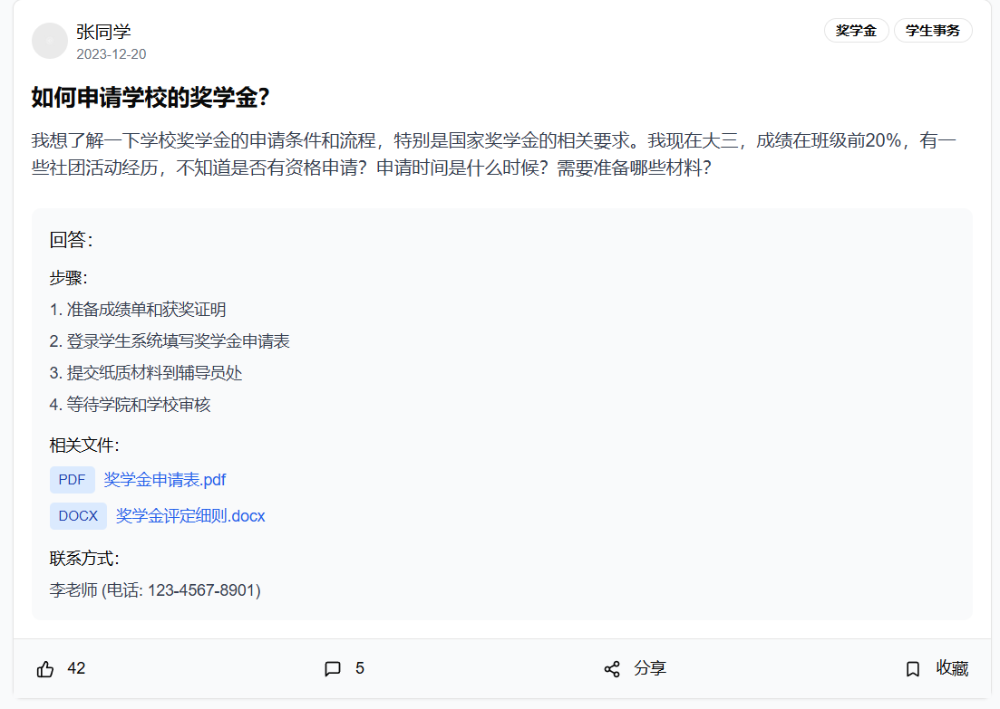 张同学
2023-12-20
奖学金
学生事务
如何申请学校的奖学金？
我想了解一下学校奖学金的申请条件和流程，特别是国家奖学金的相关要求。我现在大三，成绩在班级前20%，有一
些社团活动经历，不知道是否有资格申请？申请时间是什么时候？需要准备哪些材料？
回答：
步骤：
1. 准备成绩单和获奖证明
2. 登录学生系统填写奖学金申请表
3. 提交纸质材料到辅导员处
4. 等待学院和学校审核
相关文件：
PDF 奖学金申请表.pdf
DOCX 奖学金评定细则.docx
联系方式：
李老师 (电话: 123-4567-8901)
42 5 分享 收藏